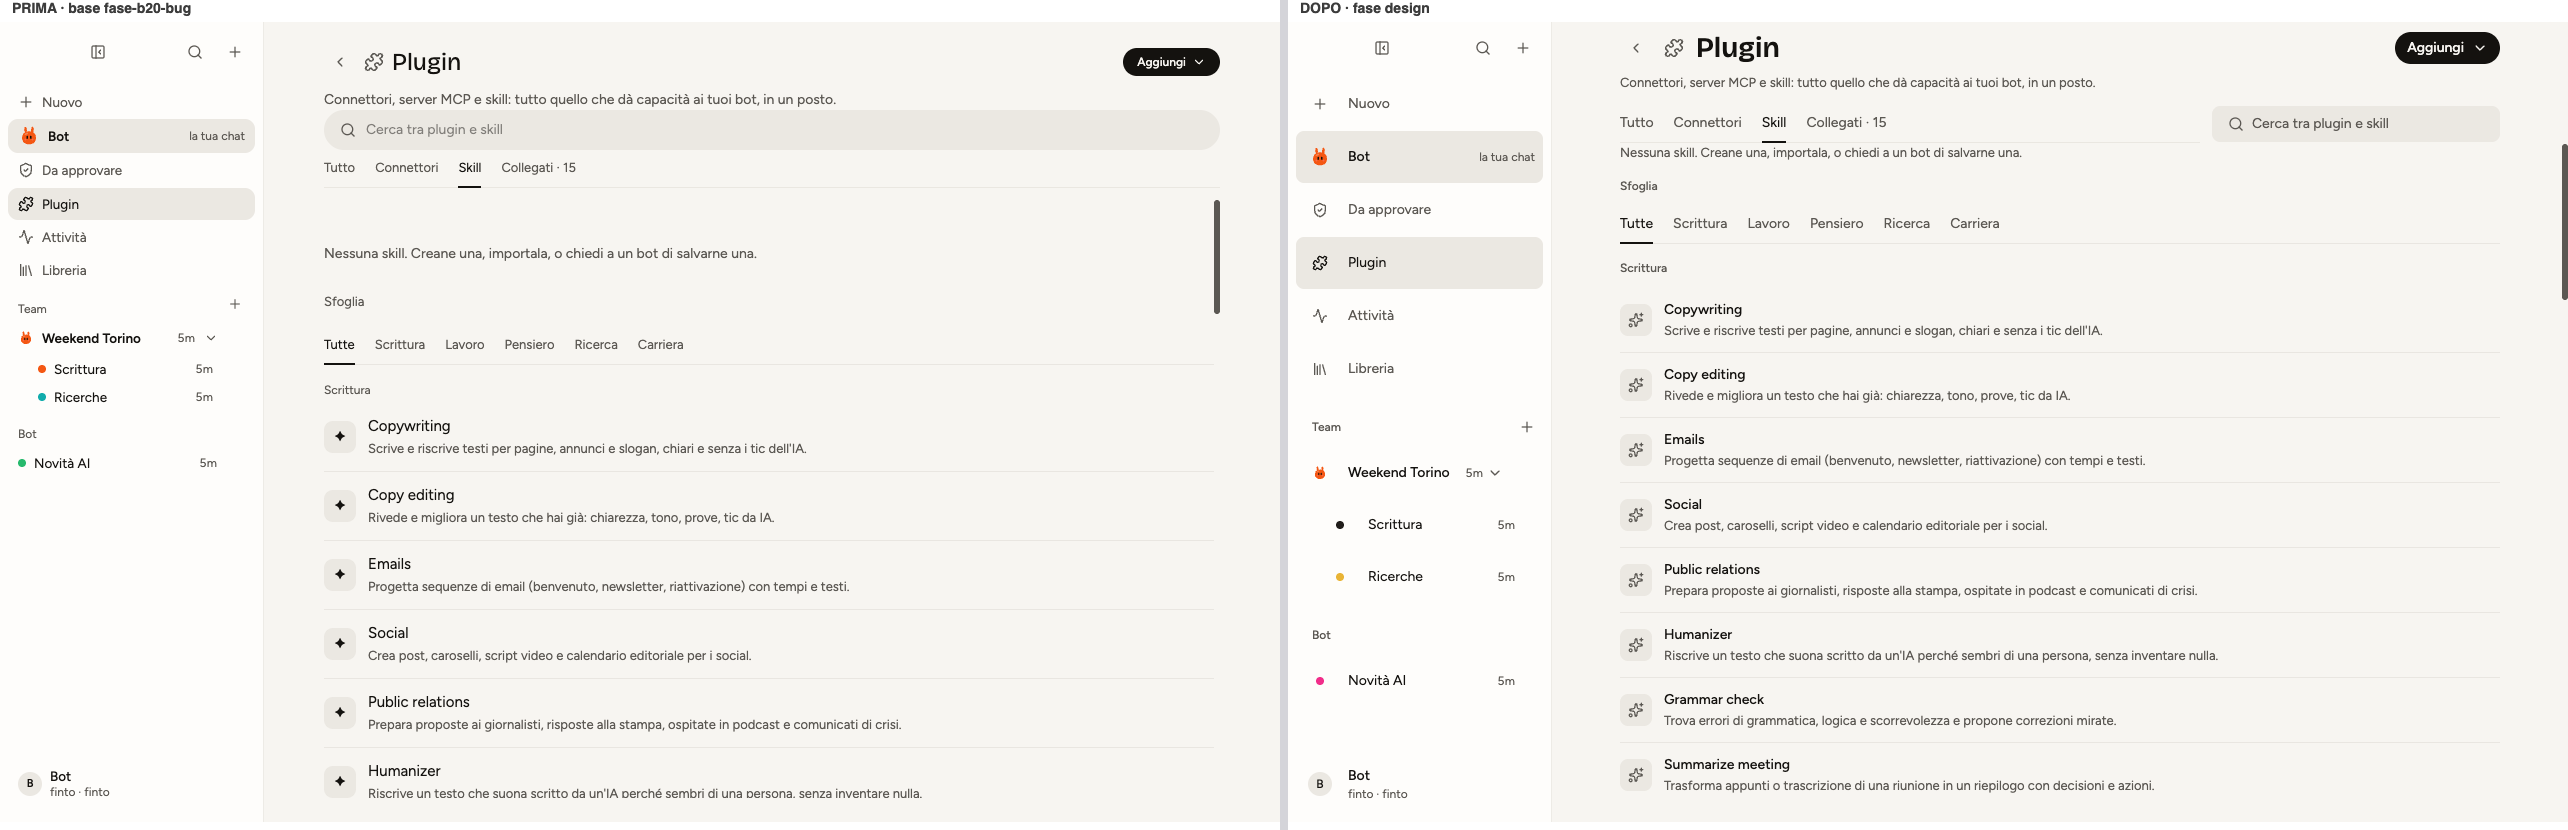 PRIMA · base fase-b20-bug
Nuovo
Bot la tua chat
Da approvare
Plugin
Attività
Libreria
Team
Weekend Torino 5m
Scrittura 5m
Ricerche 5m
Bot
Novità AI 5m
B
Bot
finto · finto
Plugin
Aggiungi
Connettori, server MCP e skill: tutto quello che dà capacità ai tuoi bot, in un posto.
Cerca tra plugin e skill
Tutto Connettori Skill Collegati · 15
Nessuna skill. Creane una, importala, o chiedi a un bot di salvarne una.
Sfoglia
Tutte Scrittura Lavoro Pensiero Ricerca Carriera
Scrittura
Copywriting
Scrive e riscrive testi per pagine, annunci e slogan, chiari e senza i tic dell'IA.
Copy editing
Rivede e migliora un testo che hai già: chiarezza, tono, prove, tic da IA.
Emails
Progetta sequenze di email (benvenuto, newsletter, riattivazione) con tempi e testi.
Social
Crea post, caroselli, script video e calendario editoriale per i social.
Public relations
Prepara proposte ai giornalisti, risposte alla stampa, ospitate in podcast e comunicati di crisi.
Humanizer
Riscrive un testo che suona scritto da un'IA perché sembri di una persona, senza inventare nulla.
DOPO · fase design
Nuovo
Bot la tua chat
Da approvare
Plugin
Attività
Libreria
Team
Weekend Torino 5m
Scrittura 5m
Ricerche 5m
Bot
Novità AI 5m
B
Bot
finto · finto
Plugin
Aggiungi
Connettori, server MCP e skill: tutto quello che dà capacità ai tuoi bot, in un posto.
Tutto Connettori Skill Collegati · 15
Cerca tra plugin e skill
Nessuna skill. Creane una, importala, o chiedi a un bot di salvarne una.
Sfoglia
Tutte Scrittura Lavoro Pensiero Ricerca Carriera
Scrittura
Copywriting
Scrive e riscrive testi per pagine, annunci e slogan, chiari e senza i tic dell'IA.
Copy editing
Rivede e migliora un testo che hai già: chiarezza, tono, prove, tic da IA.
Emails
Progetta sequenze di email (benvenuto, newsletter, riattivazione) con tempi e testi.
Social
Crea post, caroselli, script video e calendario editoriale per i social.
Public relations
Prepara proposte ai giornalisti, risposte alla stampa, ospitate in podcast e comunicati di crisi.
Humanizer
Riscrive un testo che suona scritto da un'IA perché sembri di una persona, senza inventare nulla.
Grammar check
Trova errori di grammatica, logica e scorrevolezza e propone correzioni mirate.
Summarize meeting
Trasforma appunti o trascrizione di una riunione in un riepilogo con decisioni e azioni.